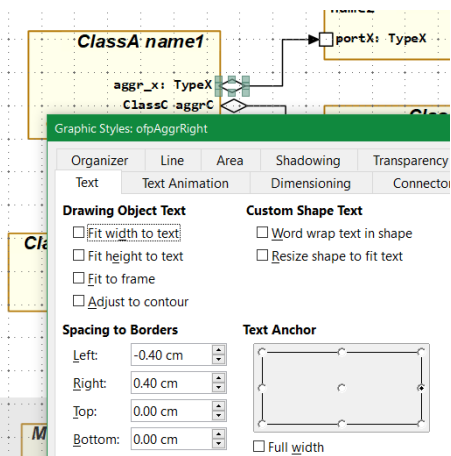 name2
ClassA name1
portX: TypeX
aggr_x: TypeX
ClassC aggrC
Graphic Styles: ofpAggrRight
Organizer Line Area Shadowing Transparency
Text Text Animation Dimensioning Connector
Drawing Object Text Custom Shape Text
Fit width to text Word wrap text in shape
Fit height to text Resize shape to fit text
Fit to frame
Adjust to contour
Spacing to Borders Text Anchor
Left: -0.40 cm
Right: 0.40 cm
Top: 0.00 cm
Bottom: 0.00 cm
Full width